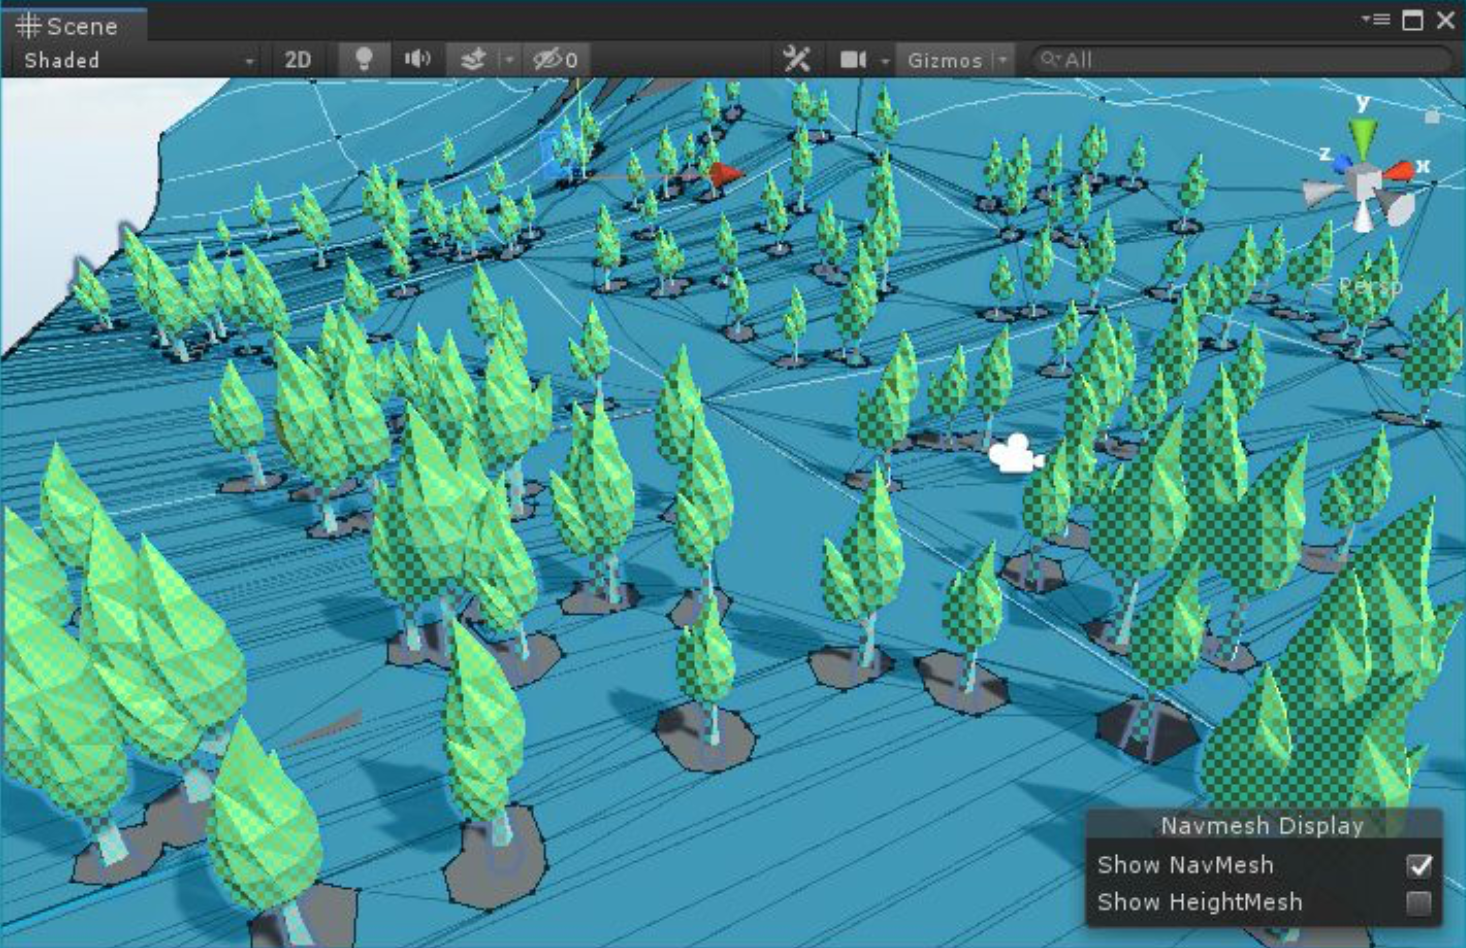 Scene
Shaded 2D 0 Gizmos All
y
z x
Persp
Navmesh Display
Show NavMesh
Show HeightMesh